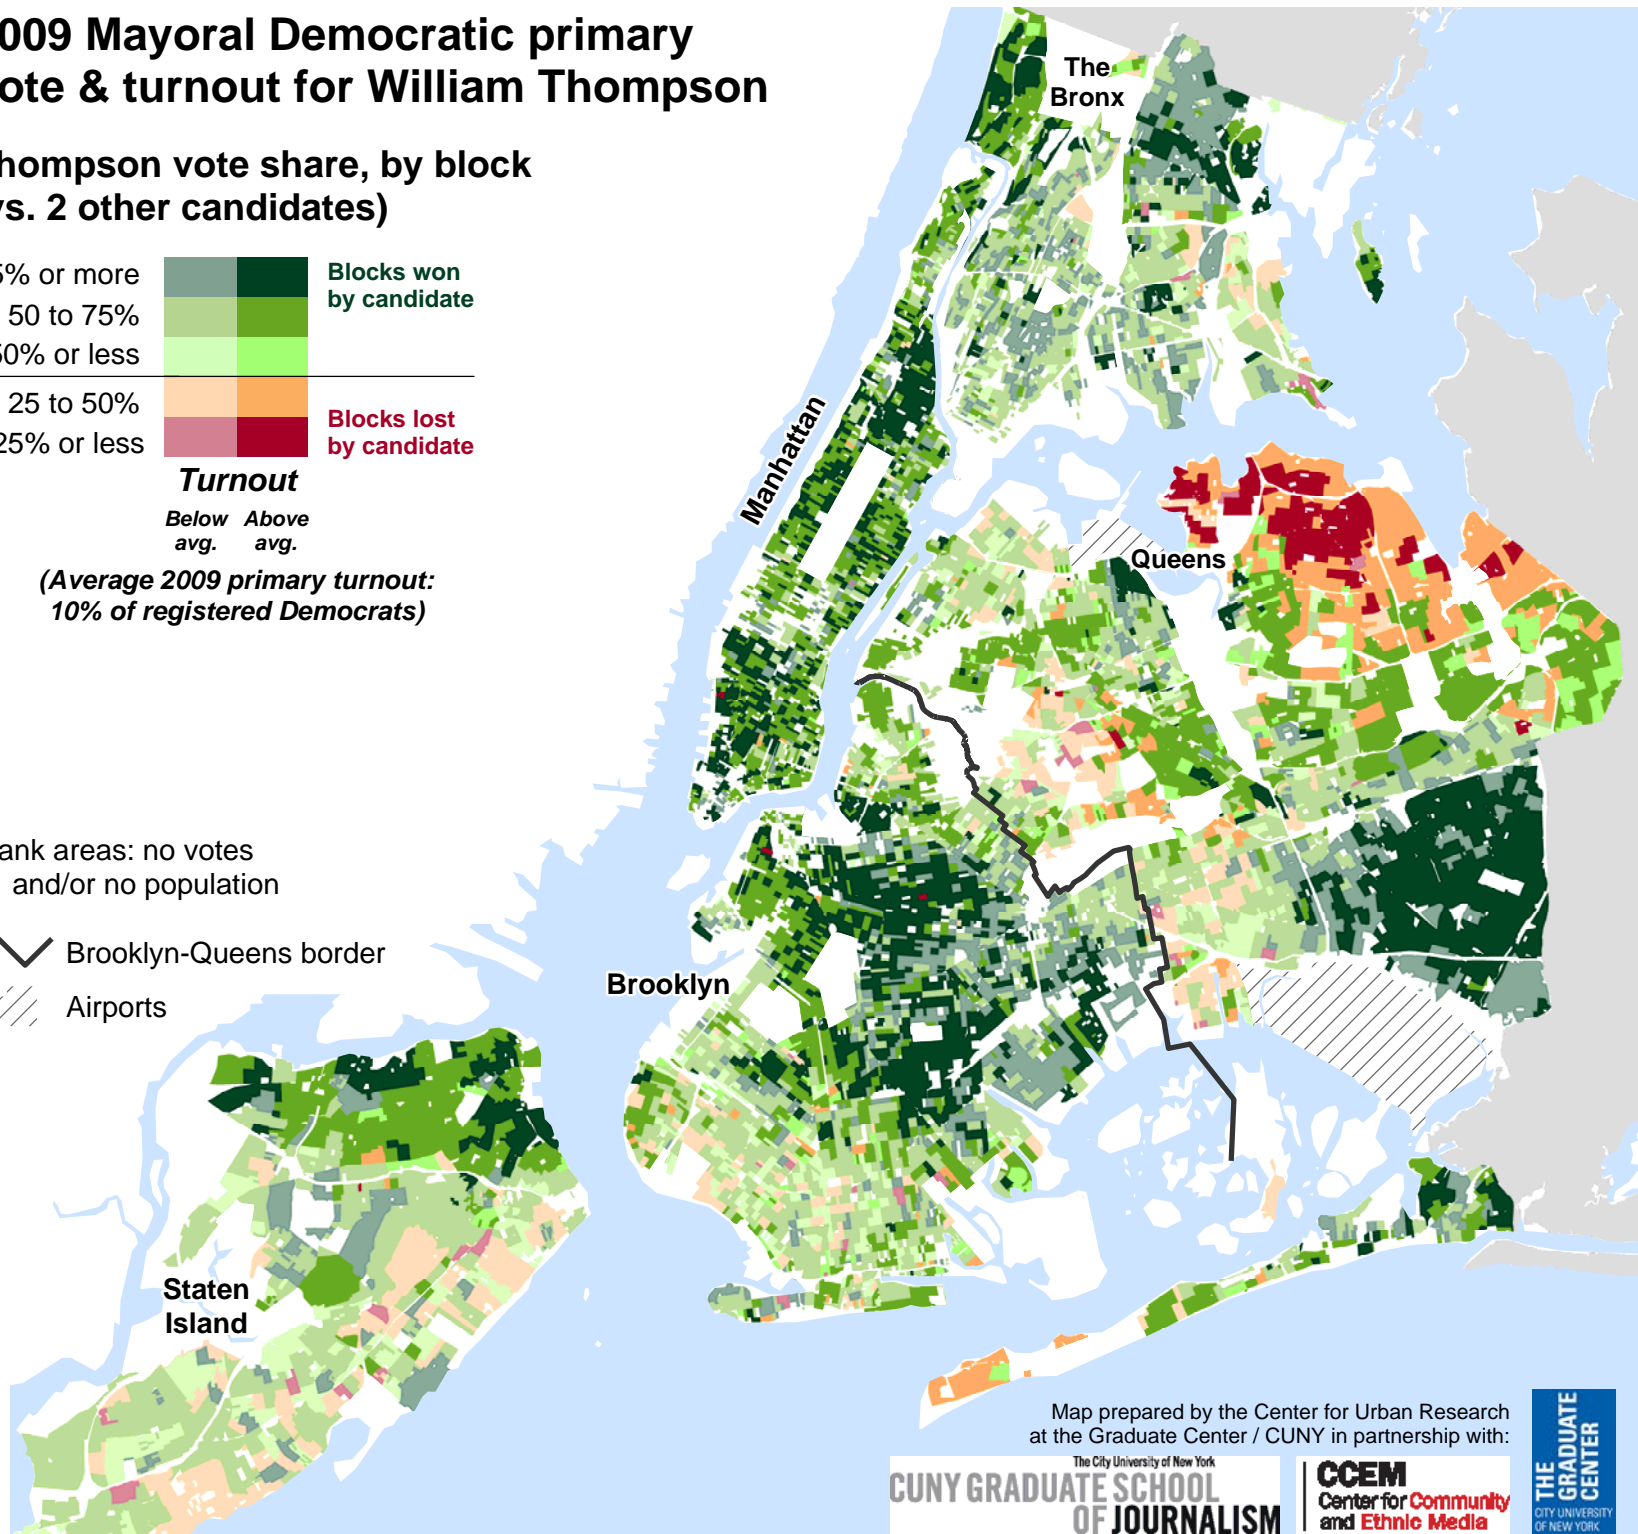 009 Mayoral Democratic primary
ote & turnout for William Thompson
hompson vote share, by block
vs. 2 other candidates)
5% or more
50 to 75%
50% or less
25 to 50%
25% or less
Blocks won
by candidate
Blocks lost
by candidate
Turnout
Below Above
avg. avg.
(Average 2009 primary turnout:
10% of registered Democrats)
ank areas: no votes
and/or no population
Brooklyn-Queens border
Airports
The
Bronx
Manhattan
Queens
Brooklyn
Staten
Island
Map prepared by the Center for Urban Research
at the Graduate Center / CUNY in partnership with:
The City University of New York
CUNY GRADUATE SCHOOL
OF JOURNALISM
CCEM
Center for Community
and Ethnic Media
THE
GRADUATE
CENTER
CITY UNIVERSITY
OF NEW YORK